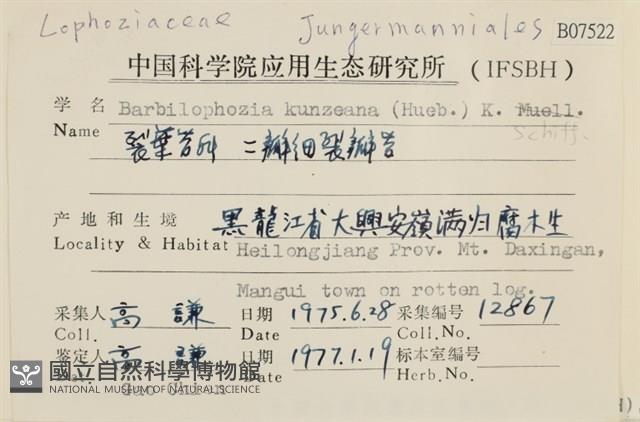 Lophoziaceae Jungermanniales B07522
中国科学院应用生态研究所 (IFSBH)
学名 Barbilophozia kunzeana (Hueb.) K. Muell.
Name 裂葉苔科 二瓣细裂瓣苔 Schiff.
产地和生境 黑龍江省大興安嶺满归腐木生
Locality & Habitat Heilongjiang Prov. Mt. Daxingan,
Mangui town on rotten log.
采集人 高謙 日期 1975.6.28 采集编号 12867
Coll. Date Coll.No.
鉴定人 高謙 日期 1977.1.19 标本室编号
Date Herb.No.
國立自然科學博物館
NATIONAL MUSEUM OF NATURAL SCIENCE